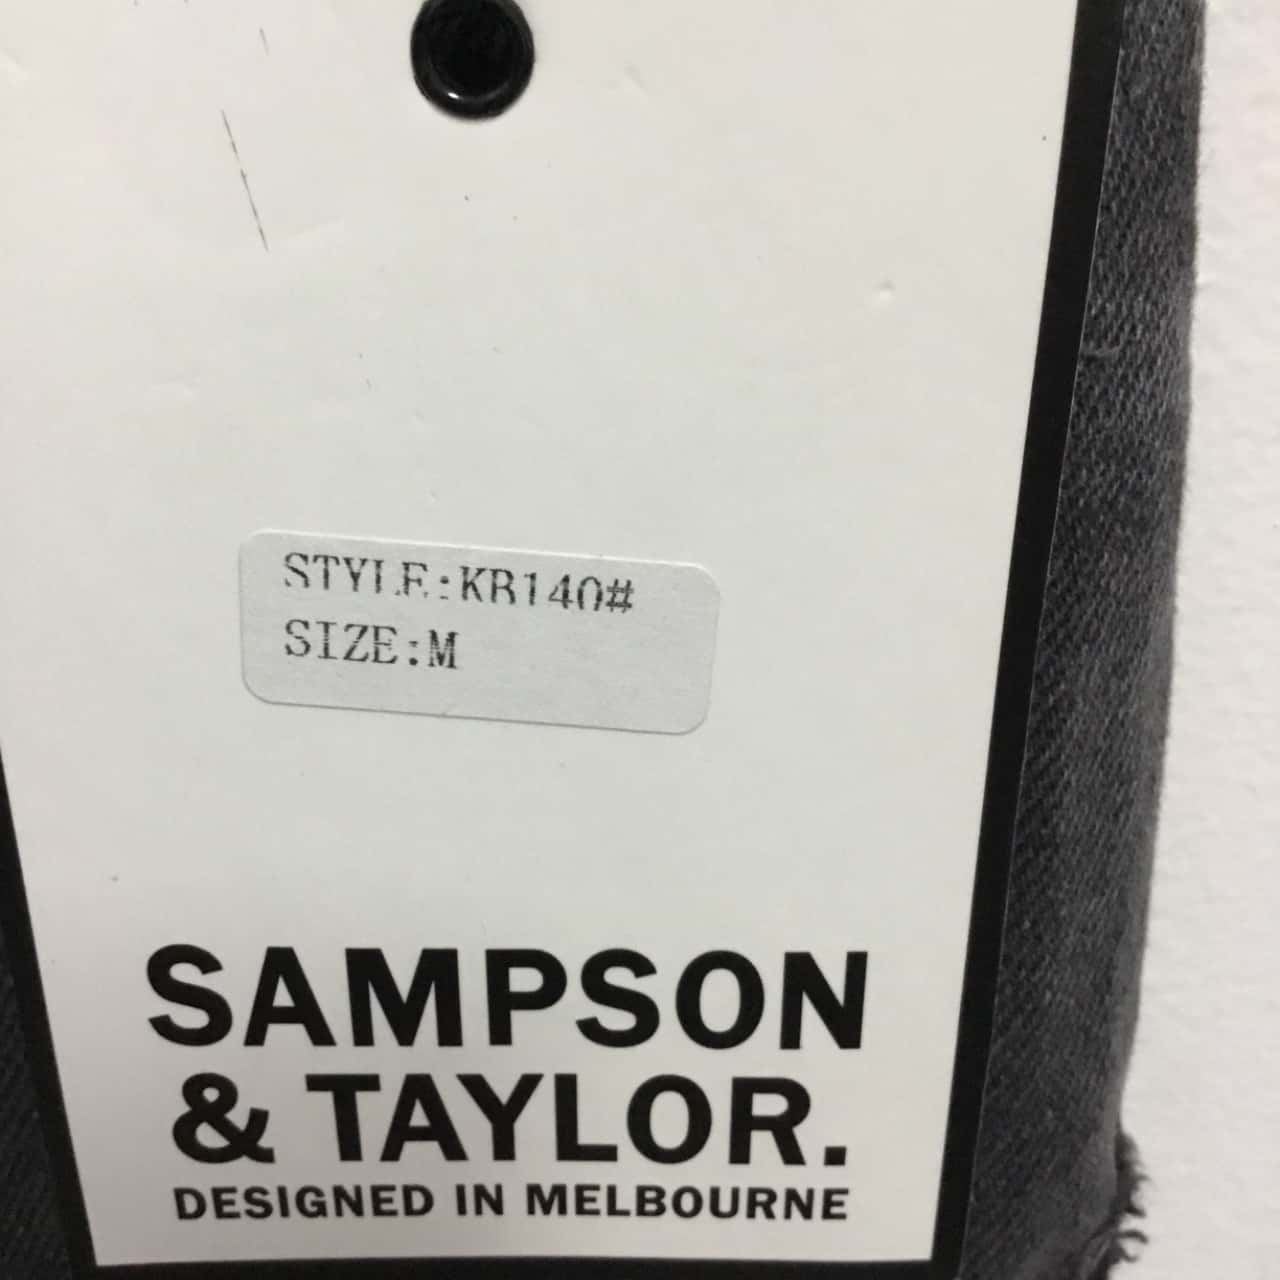 STYLE:KB140#
SIZE:M
SAMPSON
& TAYLOR.
DESIGNED IN MELBOURNE